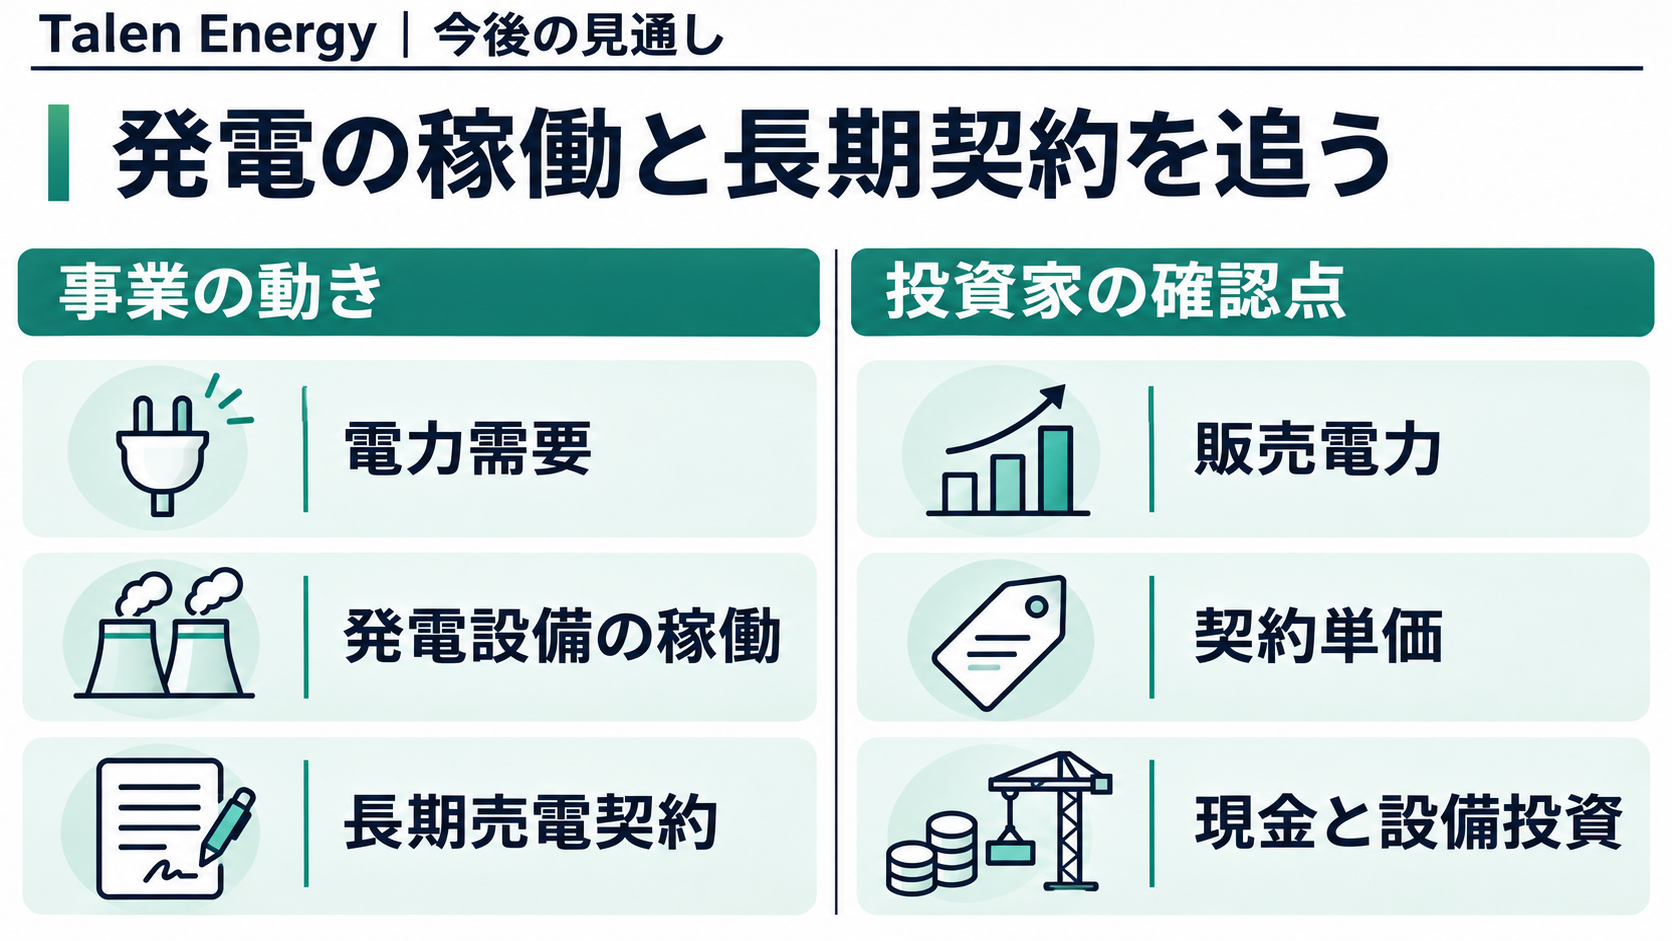 Talen Energy | 今後の見通し
発電の稼働と長期契約を追う
事業の動き
電力需要
発電設備の稼働
長期売電契約
投資家の確認点
販売電力
契約単価
現金と設備投資